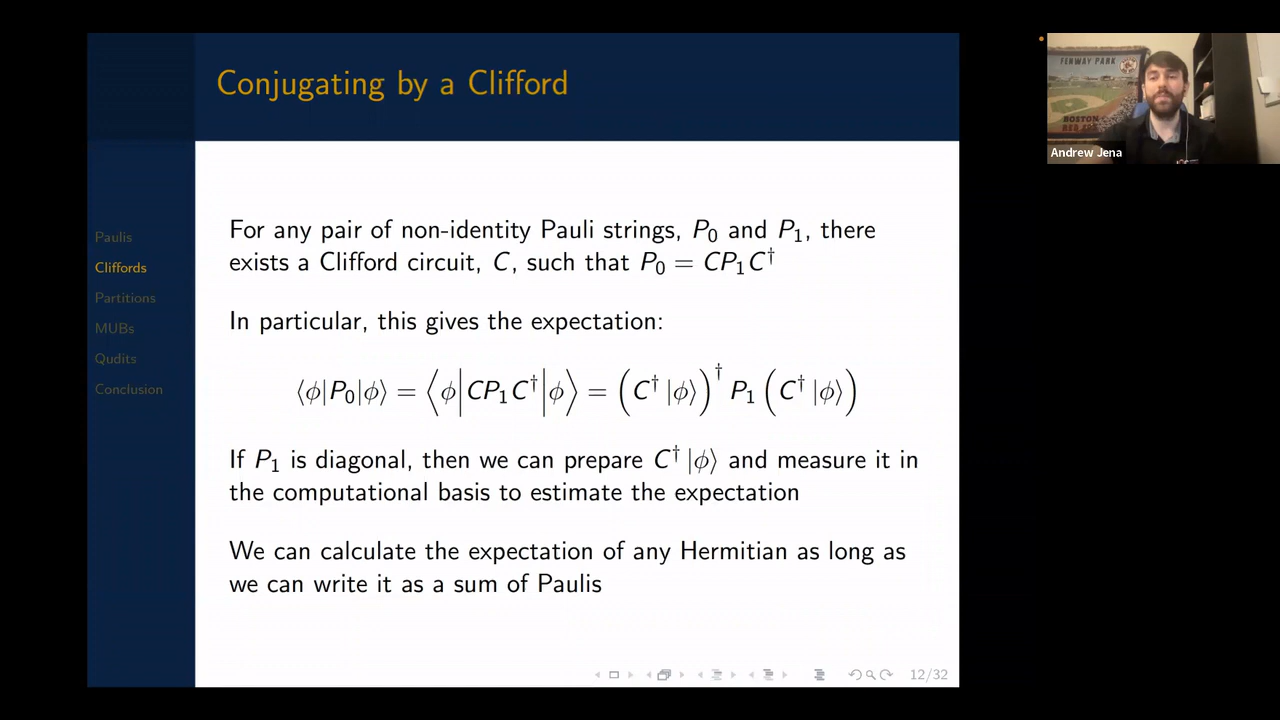 Conjugating by a Clifford
FENWAY PARK
BOSTON
Andrew Jena
Paulis
Cliffords
Partitions
MUBs
Qudits
Conclusion
For any pair of non-identity Pauli strings, P₀ and P₁, there
exists a Clifford circuit, C, such that P₀ = CP₁C†
In particular, this gives the expectation:
⟨ϕ|P₀|ϕ⟩ = ⟨ϕ|CP₁C†|ϕ⟩ = (C† |ϕ⟩)† P₁ (C† |ϕ⟩)
If P₁ is diagonal, then we can prepare C† |ϕ⟩ and measure it in
the computational basis to estimate the expectation
We can calculate the expectation of any Hermitian as long as
we can write it as a sum of Paulis
12/32